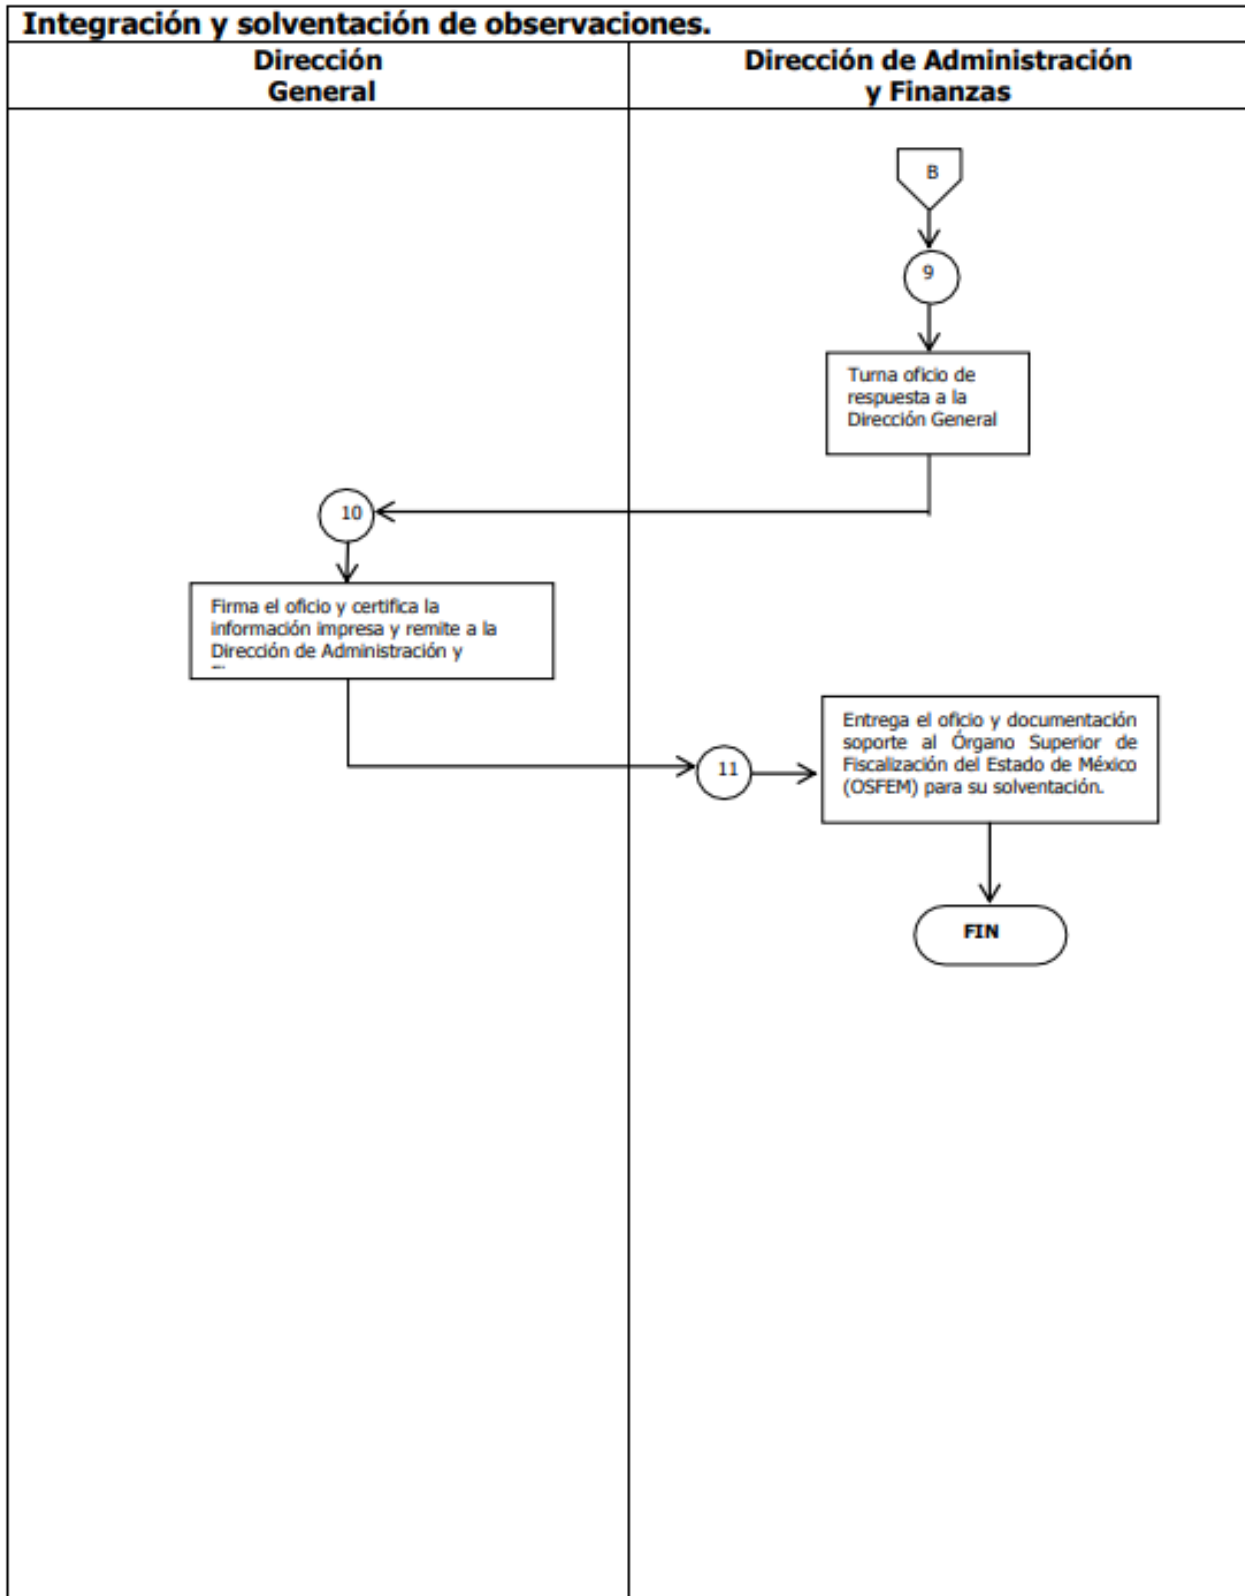 Integración y solventación de observaciones.
Dirección
General
Dirección de Administración
y Finanzas
B
9
Turna oficio de
respuesta a la
Dirección General
10
Firma el oficio y certifica la
información impresa y remite a la
Dirección de Administración y
Entrega el oficio y documentación
soporte al Órgano Superior de
Fiscalización del Estado de México
(OSFEM) para su solventación.
11
FIN